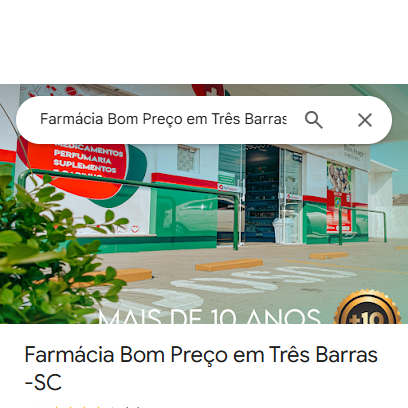 Farmácia Bom Preço em Três Barras
MEDICAMENTOS
PERFUMARIA
SUPLEMENTOS
MAIS DE 10 ANOS
+10
Farmácia Bom Preço em Três Barras
-SC